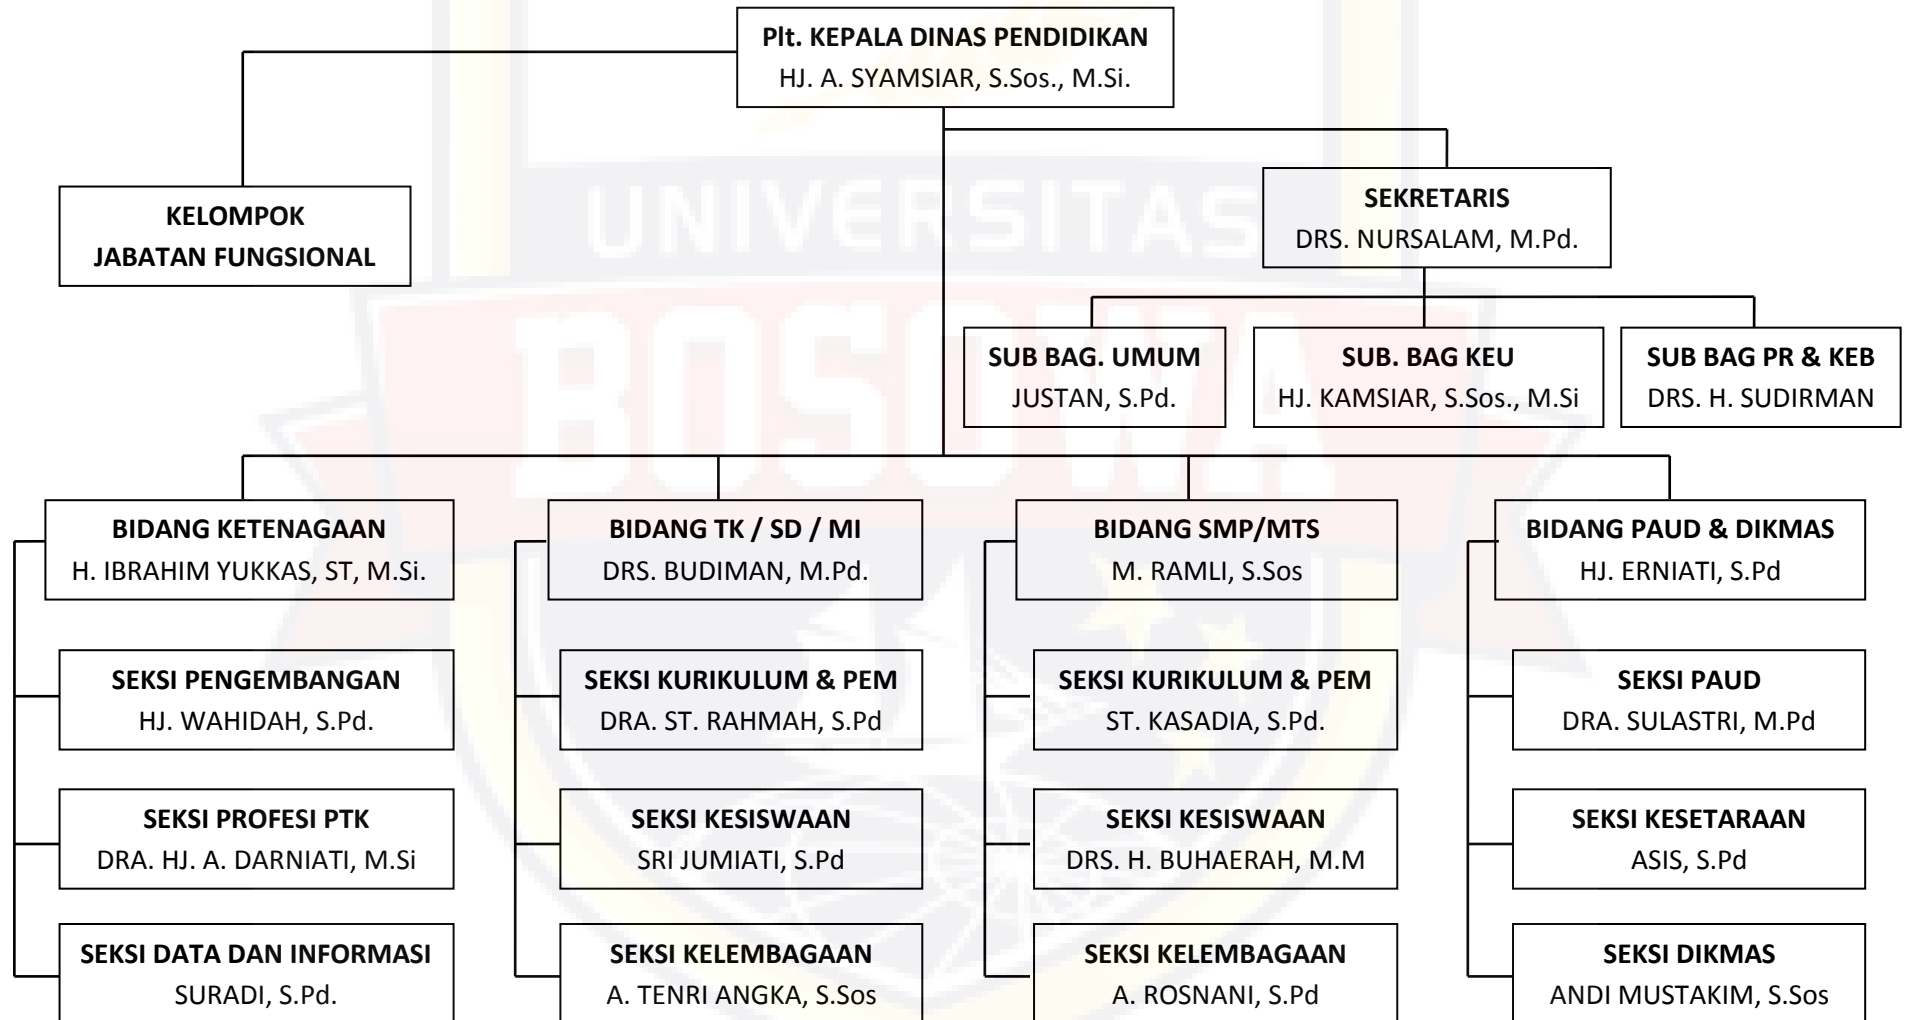 Plt. KEPALA DINAS PENDIDIKAN
HJ. A. SYAMSIAR, S.Sos., M.Si.
KELOMPOK
JABATAN FUNGSIONAL
SEKRETARIS
DRS. NURSALAM, M.Pd.
UNIVERSITAS
BOSOWA
SUB BAG. UMUM
JUSTAN, S.Pd.
SUB. BAG KEU
HJ. KAMSIAR, S.Sos., M.Si
SUB BAG PR & KEB
DRS. H. SUDIRMAN
BIDANG KETENAGAAN
H. IBRAHIM YUKKAS, ST, M.Si.
BIDANG TK / SD / MI
DRS. BUDIMAN, M.Pd.
BIDANG SMP/MTS
M. RAMLI, S.Sos
BIDANG PAUD & DIKMAS
HJ. ERNIATI, S.Pd
SEKSI PENGEMBANGAN
HJ. WAHIDAH, S.Pd.
SEKSI KURIKULUM & PEM
DRA. ST. RAHMAH, S.Pd
SEKSI KURIKULUM & PEM
ST. KASADIA, S.Pd.
SEKSI PAUD
DRA. SULASTRI, M.Pd
SEKSI PROFESI PTK
DRA. HJ. A. DARNIATI, M.Si
SEKSI KESISWAAN
SRI JUMIATI, S.Pd
SEKSI KESISWAAN
DRS. H. BUHAERAH, M.M
SEKSI KESETARAAN
ASIS, S.Pd
SEKSI DATA DAN INFORMASI
SURADI, S.Pd.
SEKSI KELEMBAGAAN
A. TENRI ANGKA, S.Sos
SEKSI KELEMBAGAAN
A. ROSNANI, S.Pd
SEKSI DIKMAS
ANDI MUSTAKIM, S.Sos